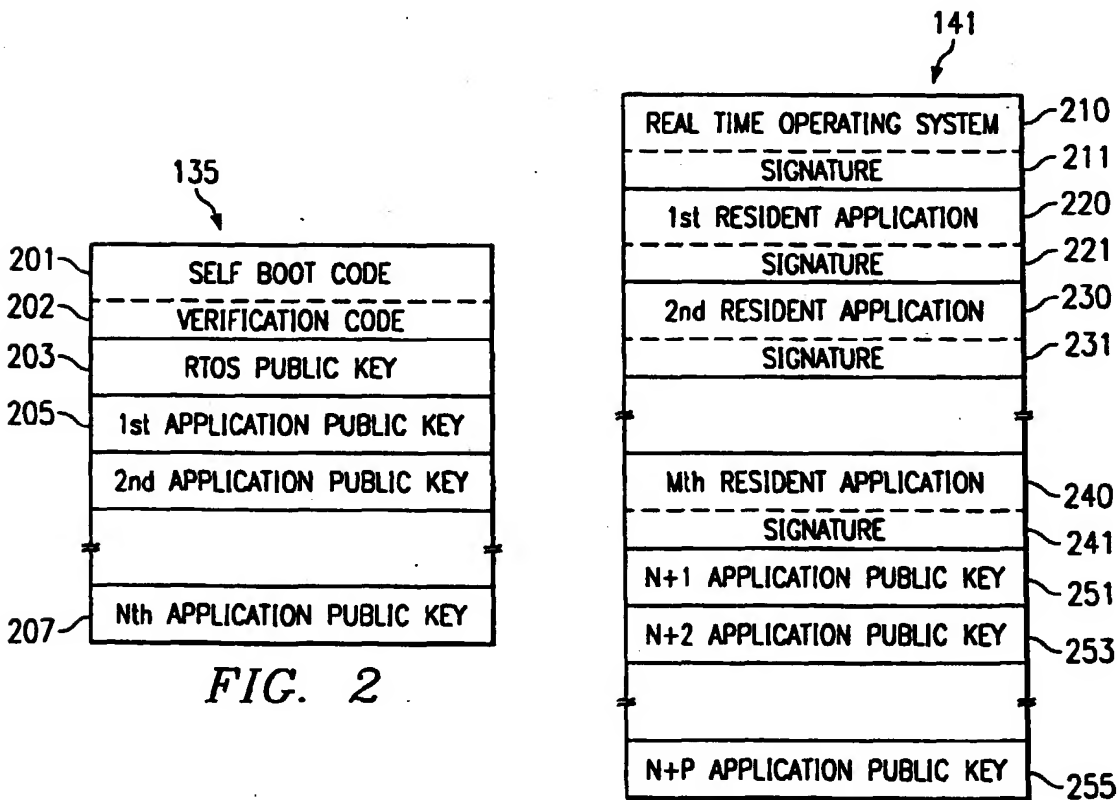 135
201
SELF BOOT CODE
202
VERIFICATION CODE
203
RTOS PUBLIC KEY
205
1st APPLICATION PUBLIC KEY
2nd APPLICATION PUBLIC KEY
207
Nth APPLICATION PUBLIC KEY
FIG. 2
141
REAL TIME OPERATING SYSTEM
210
SIGNATURE
211
1st RESIDENT APPLICATION
220
SIGNATURE
221
2nd RESIDENT APPLICATION
230
SIGNATURE
231
Mth RESIDENT APPLICATION
240
SIGNATURE
241
N+1 APPLICATION PUBLIC KEY
251
N+2 APPLICATION PUBLIC KEY
253
N+P APPLICATION PUBLIC KEY
255